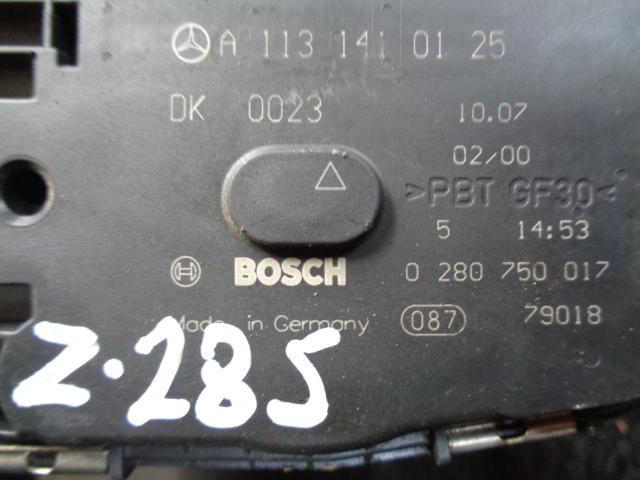 A 113 141 01 25
DK 0023 10.07
02/00
>PBT GF30<
5 14:53
BOSCH 0 280 750 017
Made in Germany 087 79018
Z.285